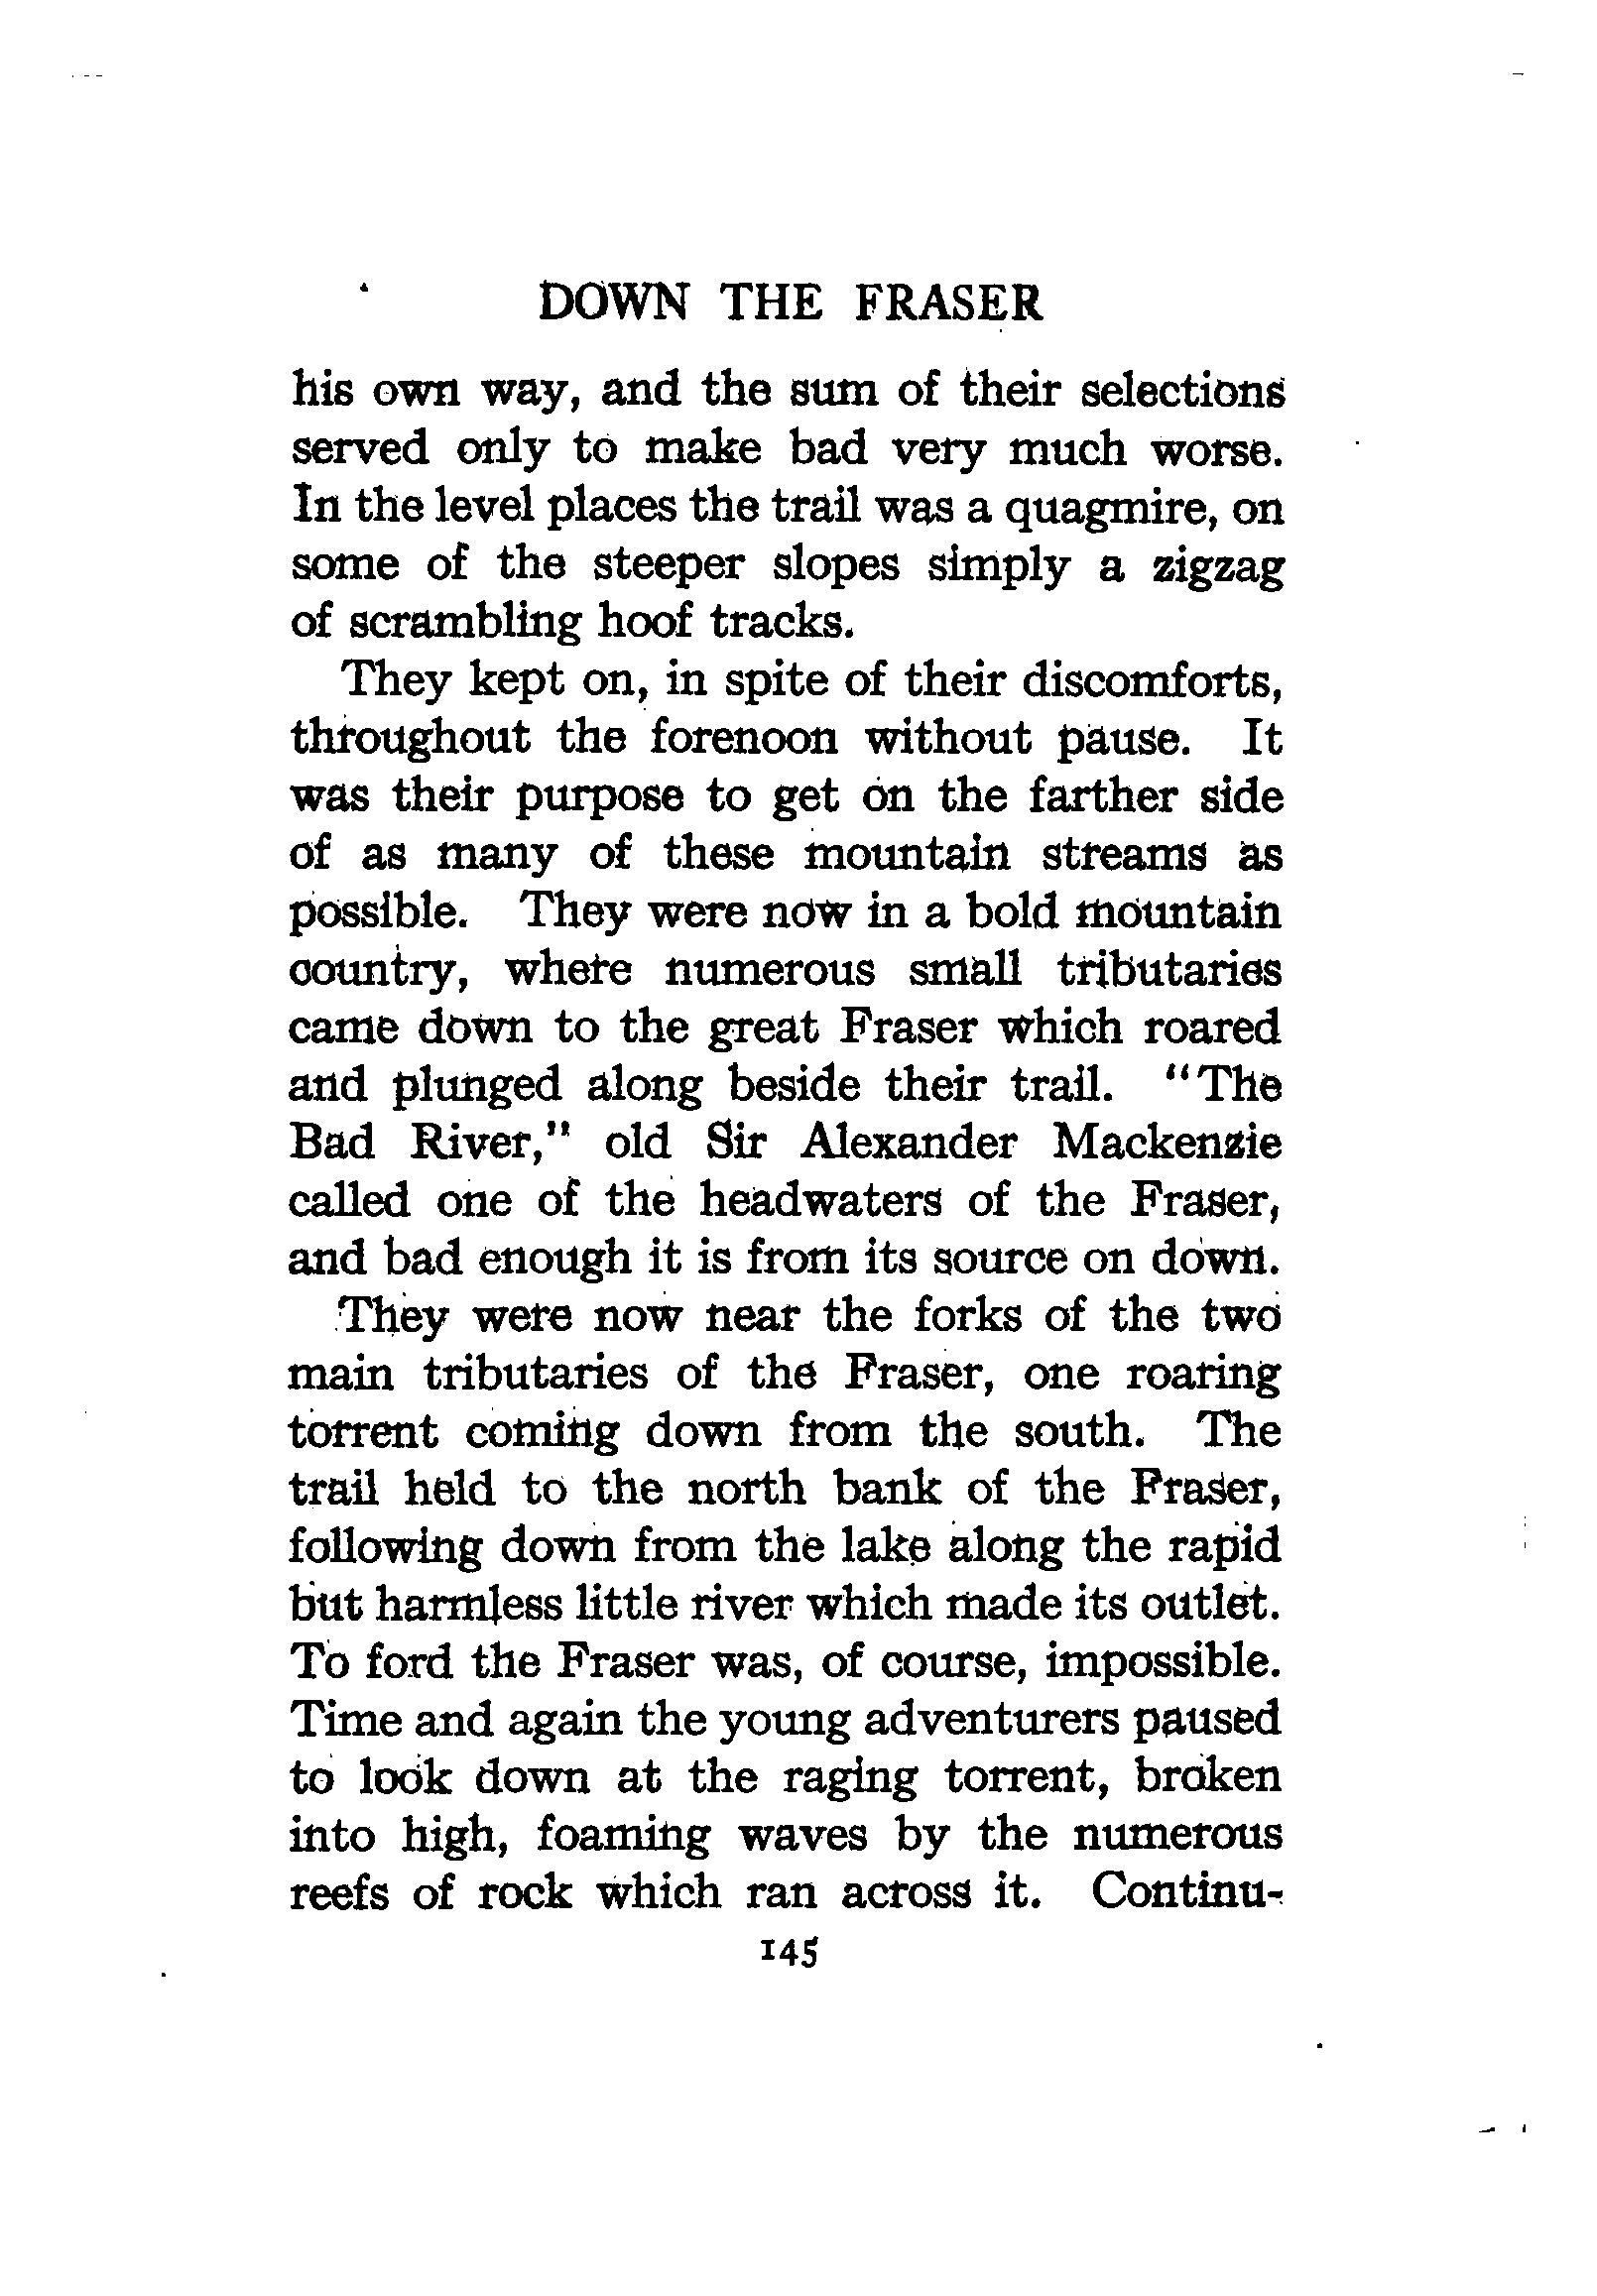 DOWN THE FRASER
his own way, and the sum of their selections
served only to make bad very much worse.
In the level places the trail was a quagmire, on
some of the steeper slopes simply a zigzag
of scrambling hoof tracks.
They kept on, in spite of their discomforts,
throughout the forenoon without pause. It
was their purpose to get on the farther side
of as many of these mountain streams as
possible. They were now in a bold mountain
country, where numerous small tributaries
came down to the great Fraser which roared
and plunged along beside their trail. "The
Bad River," old Sir Alexander Mackenzie
called one of the headwaters of the Fraser,
and bad enough it is from its source on down.
They were now near the forks of the two
main tributaries of the Fraser, one roaring
torrent coming down from the south. The
trail held to the north bank of the Fraser,
following down from the lake along the rapid
but harmless little river which made its outlet.
To ford the Fraser was, of course, impossible.
Time and again the young adventurers paused
to look down at the raging torrent, broken
into high, foaming waves by the numerous
reefs of rock which ran across it. Continu-
145